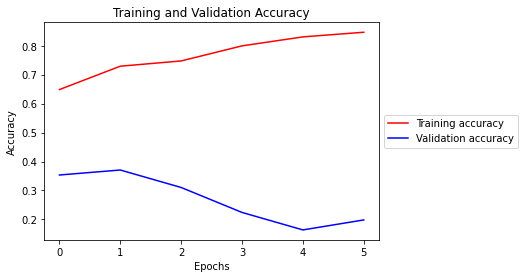 Training and Validation Accuracy
Accuracy
0.8
0.7
0.6
0.5
0.4
0.3
0.2
0 1 2 3 4 5
Epochs
Training accuracy
Validation accuracy